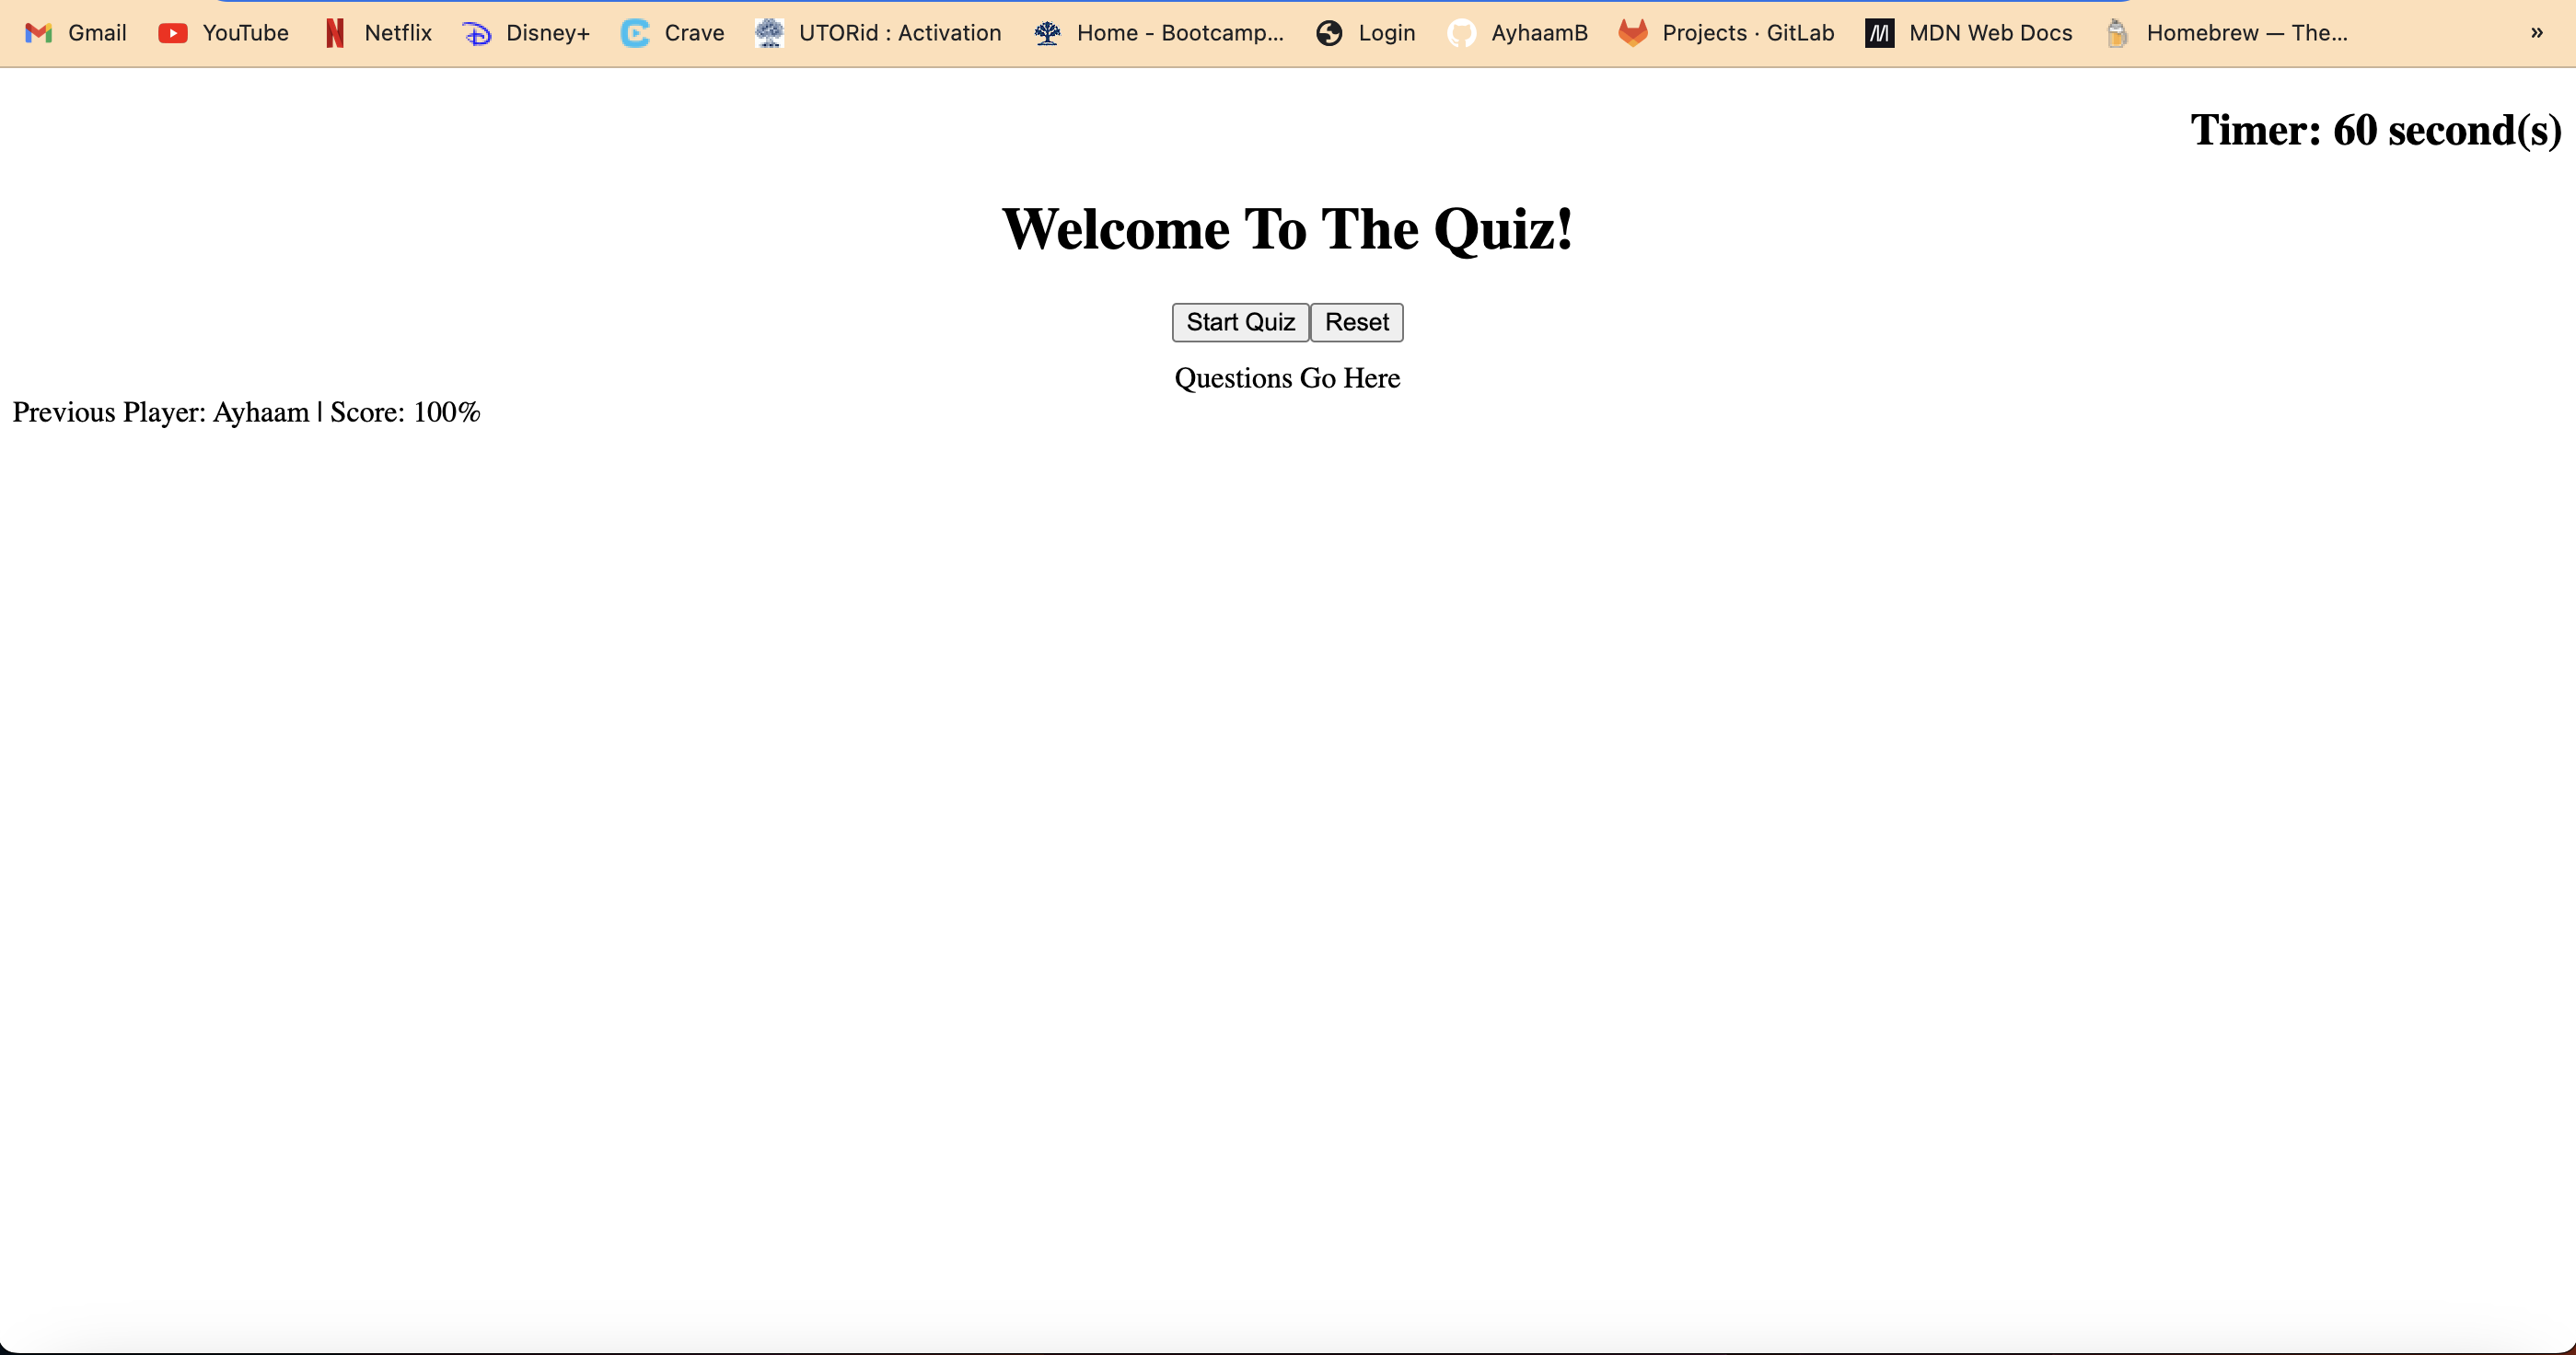 Gmail YouTube Netflix Disney+ Crave UTORid : Activation Home - Bootcamp... Login AyhaamB Projects · GitLab MDN Web Docs Homebrew — The... »
Timer: 60 second(s)
Welcome To The Quiz!
Start Quiz Reset
Questions Go Here
Previous Player: Ayhaam | Score: 100%